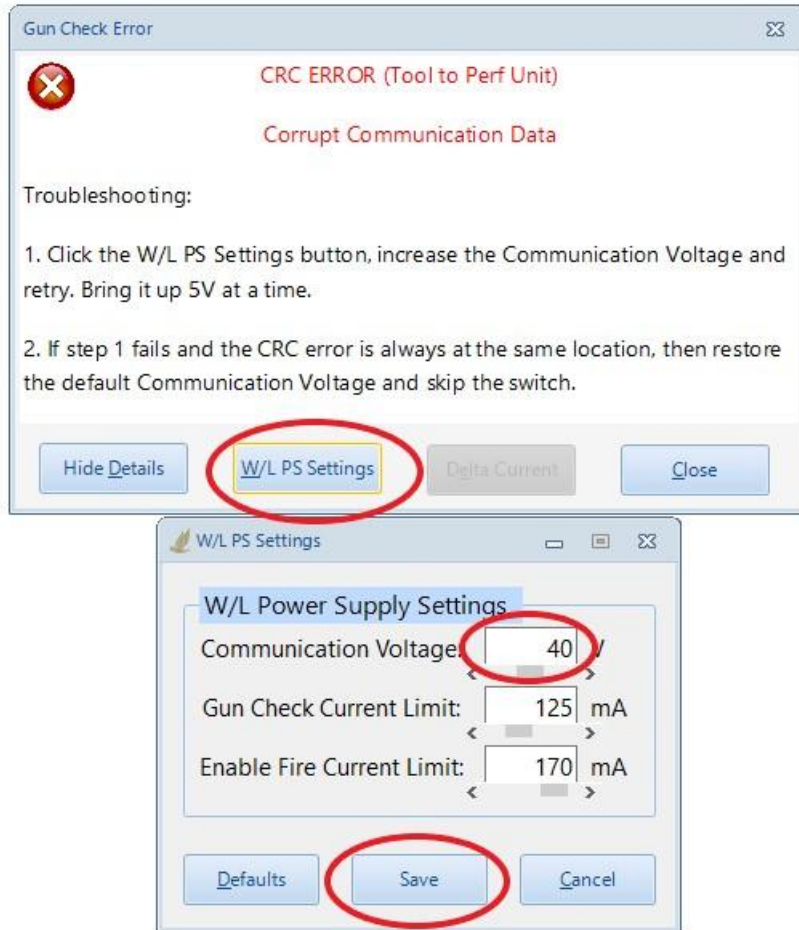 Gun Check Error
CRC ERROR (Tool to Perf Unit)
Corrupt Communication Data
Troubleshooting:
1. Click the W/L PS Settings button, increase the Communication Voltage and
retry. Bring it up 5V at a time.
2. If step 1 fails and the CRC error is always at the same location, then restore
the default Communication Voltage and skip the switch.
Hide Details W/L PS Settings Delta Current Close
W/L PS Settings
W/L Power Supply Settings
Communication Voltage: 40 V
Gun Check Current Limit: 125 mA
Enable Fire Current Limit: 170 mA
Defaults Save Cancel